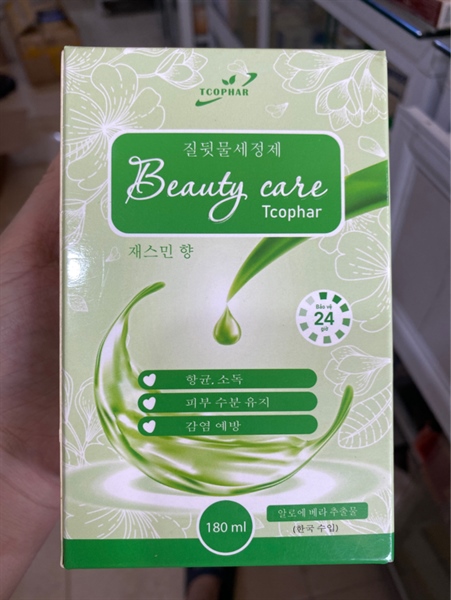 TCOPHAR
질 뒷물세정제
Beauty care
Tcophar
재스민 향
Bảo vệ
24
giờ
항균, 소독
피부 수분 유지
감염 예방
180 ml
알로에 베라 추출물
(한국 수입)